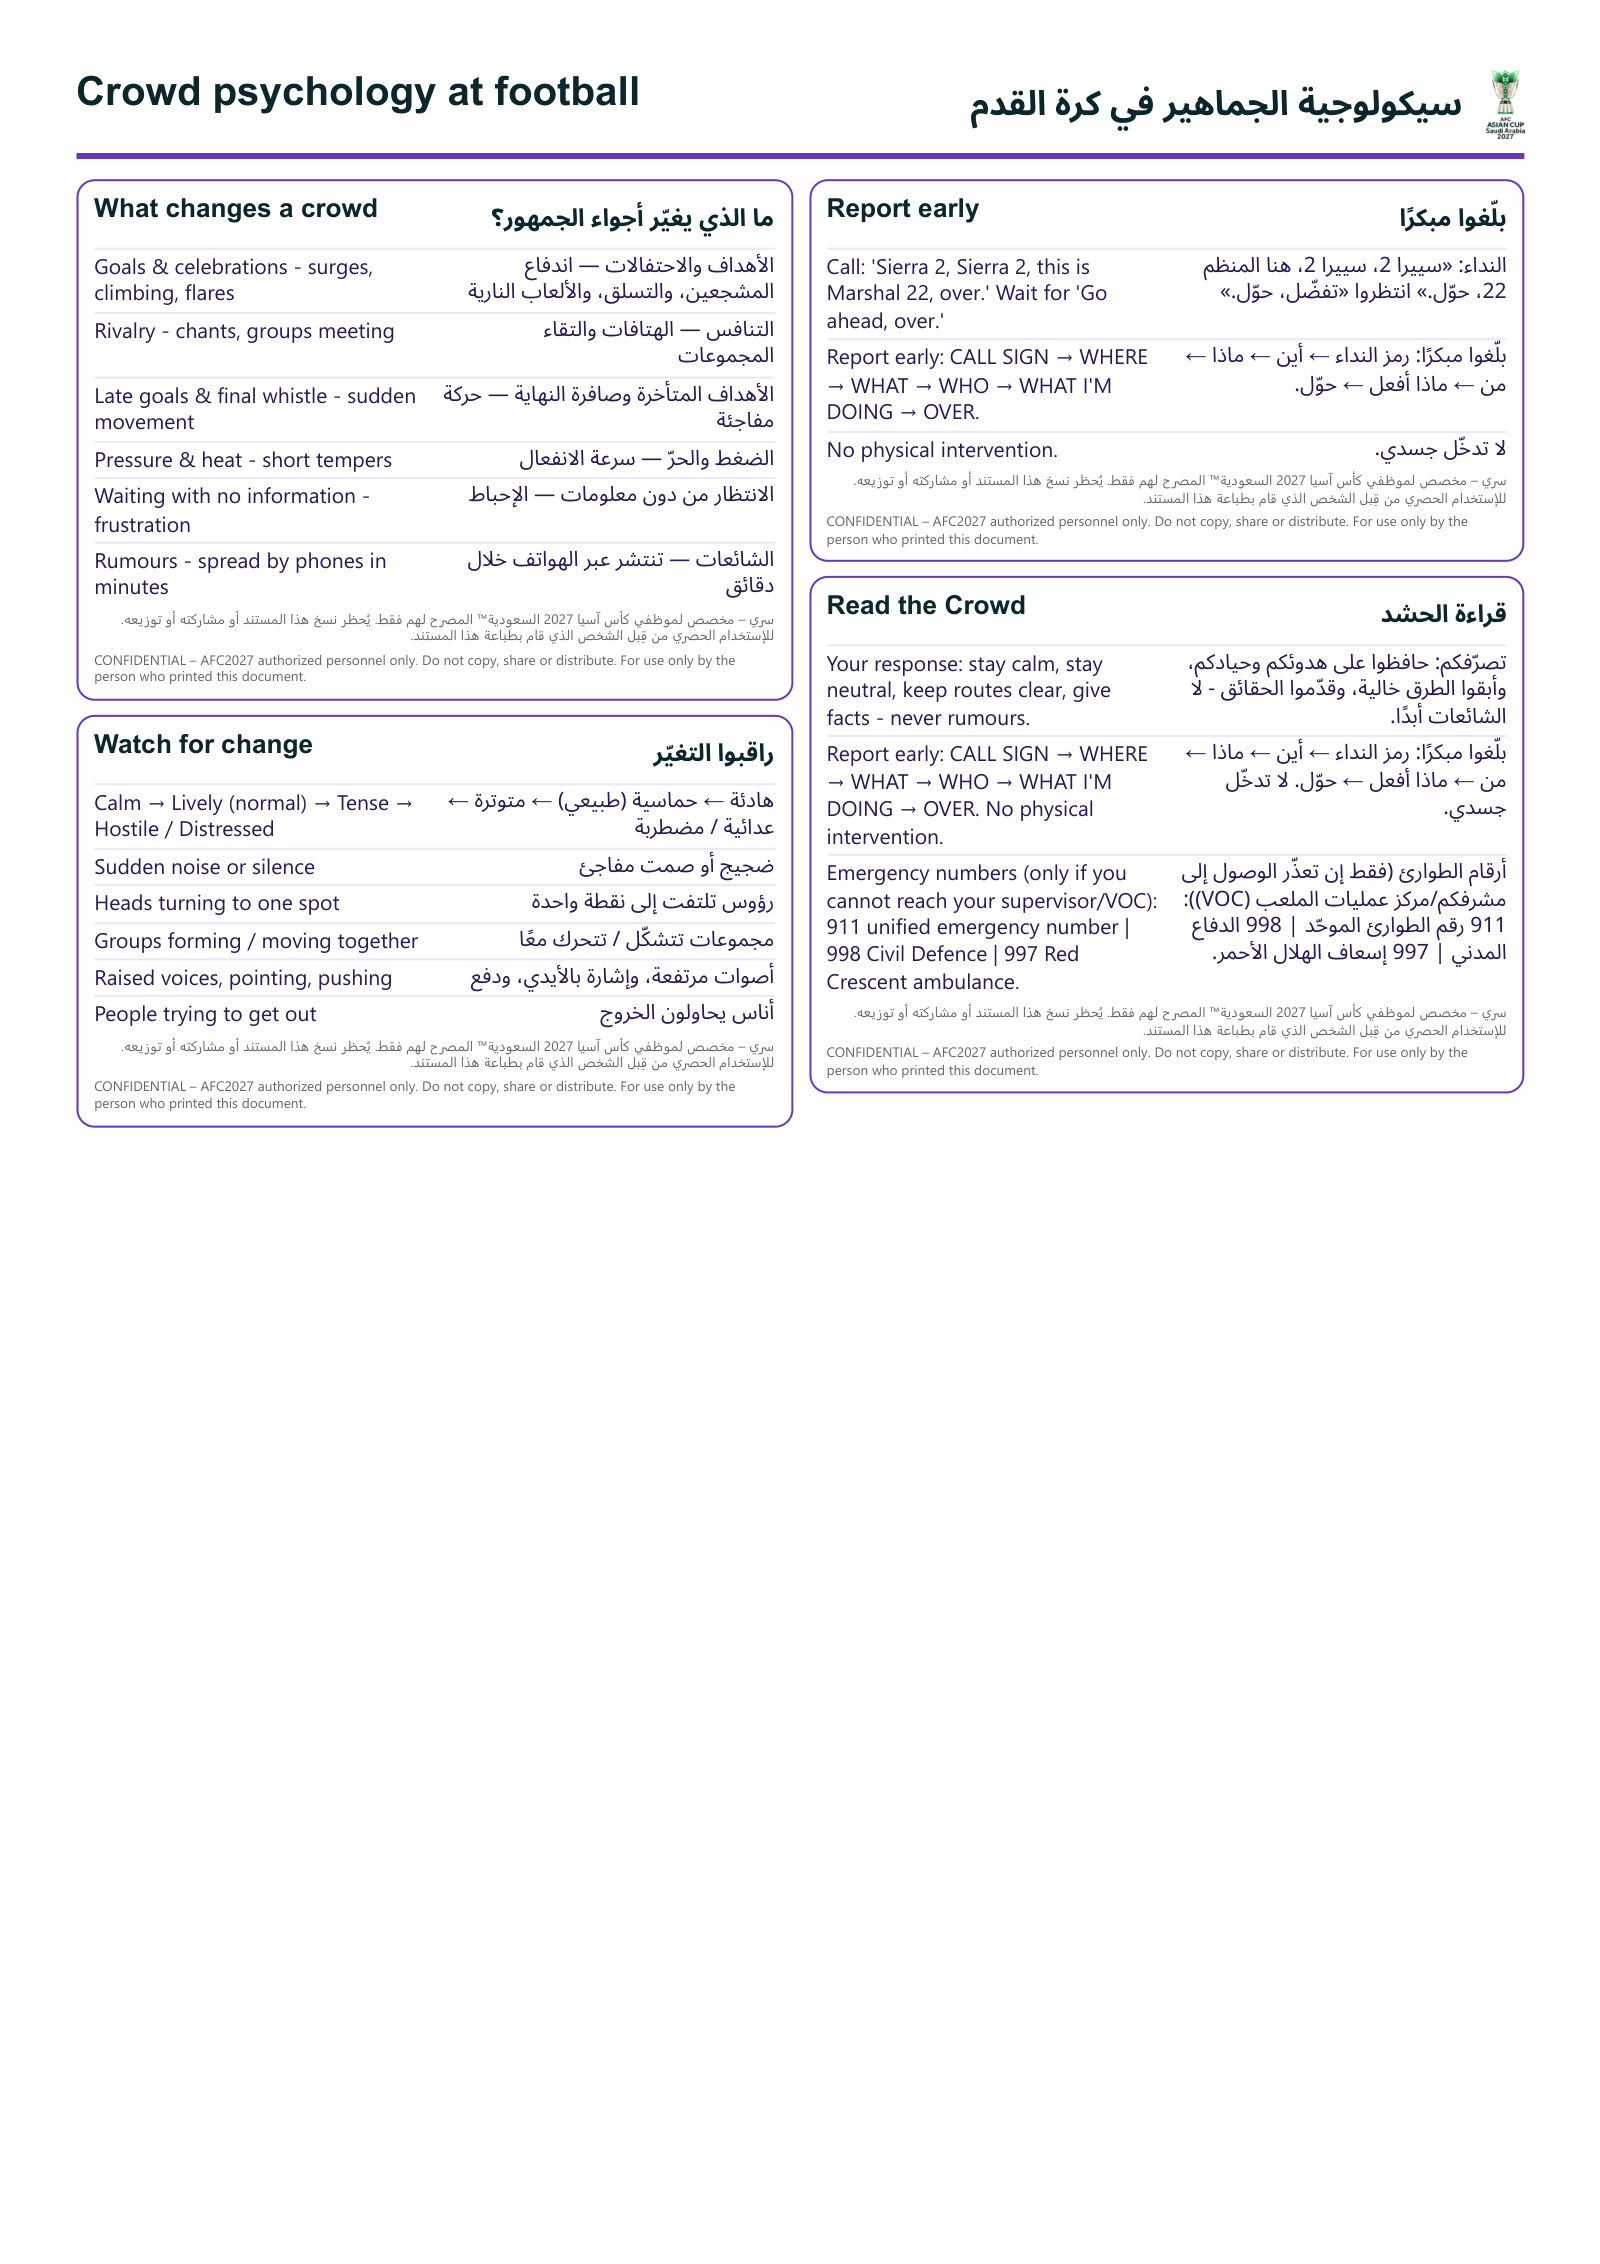 Crowd psychology at football
سيكولوجية الجماهير في كرة القدم
AFC
ASIAN CUP
Saudi Arabia
2027
What changes a crowd
ما الذي يغيّر أجواء الجمهور؟
Goals & celebrations - surges,
climbing, flares
الأهداف والاحتفالات — اندفاع
المشجعين، والتسلق، والألعاب النارية
Rivalry - chants, groups meeting
التنافس — الهتافات والتقاء
المجموعات
Late goals & final whistle - sudden
movement
الأهداف المتأخرة وصافرة النهاية — حركة
مفاجئة
Pressure & heat - short tempers
الضغط والحرّ — سرعة الانفعال
Waiting with no information -
frustration
الانتظار من دون معلومات — الإحباط
Rumours - spread by phones in
minutes
الشائعات — تنتشر عبر الهواتف خلال
دقائق
سري – مخصص لموظفي كأس آسيا 2027 السعودية™ المصرح لهم فقط. يُحظر نسخ هذا المستند أو مشاركته أو توزيعه.
للإستخدام الحصري من قِبل الشخص الذي قام بطباعة هذا المستند.
CONFIDENTIAL – AFC2027 authorized personnel only. Do not copy, share or distribute. For use only by the
person who printed this document.
Watch for change
راقبوا التغيّر
Calm → Lively (normal) → Tense →
Hostile / Distressed
هادئة ← حماسية (طبيعي) ← متوترة ←
عدائية / مضطربة
Sudden noise or silence
ضجيج أو صمت مفاجئ
Heads turning to one spot
رؤوس تلتفت إلى نقطة واحدة
Groups forming / moving together
مجموعات تتشكّل / تتحرك معًا
Raised voices, pointing, pushing
أصوات مرتفعة، وإشارة بالأيدي، ودفع
People trying to get out
أناس يحاولون الخروج
سري – مخصص لموظفي كأس آسيا 2027 السعودية™ المصرح لهم فقط. يُحظر نسخ هذا المستند أو مشاركته أو توزيعه.
للإستخدام الحصري من قِبل الشخص الذي قام بطباعة هذا المستند.
CONFIDENTIAL – AFC2027 authorized personnel only. Do not copy, share or distribute. For use only by the
person who printed this document.
Report early
بلّغوا مبكرًا
Call: 'Sierra 2, Sierra 2, this is
Marshal 22, over.' Wait for 'Go
ahead, over.'
النداء: «سييرا 2، سييرا 2، هنا المنظم
22، حوّل.» انتظروا «تفضّل، حوّل.»
Report early: CALL SIGN → WHERE
→ WHAT → WHO → WHAT I'M
DOING → OVER.
بلّغوا مبكرًا: رمز النداء ← أين ← ماذا ←
من ← ماذا أفعل ← حوّل.
No physical intervention.
لا تدخّل جسدي.
سري – مخصص لموظفي كأس آسيا 2027 السعودية™ المصرح لهم فقط. يُحظر نسخ هذا المستند أو مشاركته أو توزيعه.
للإستخدام الحصري من قِبل الشخص الذي قام بطباعة هذا المستند.
CONFIDENTIAL – AFC2027 authorized personnel only. Do not copy, share or distribute. For use only by the
person who printed this document.
Read the Crowd
قراءة الحشد
Your response: stay calm, stay
neutral, keep routes clear, give
facts - never rumours.
تصرّفكم: حافظوا على هدوئكم وحيادكم،
وأبقوا الطرق خالية، وقدّموا الحقائق - لا
الشائعات أبدًا.
Report early: CALL SIGN → WHERE
→ WHAT → WHO → WHAT I'M
DOING → OVER. No physical
intervention.
بلّغوا مبكرًا: رمز النداء ← أين ← ماذا ←
من ← ماذا أفعل ← حوّل. لا تدخّل
جسدي.
Emergency numbers (only if you
cannot reach your supervisor/VOC):
911 unified emergency number |
998 Civil Defence | 997 Red
Crescent ambulance.
أرقام الطوارئ (فقط إن تعذّر الوصول إلى
مشرفكم/مركز عمليات الملعب (VOC)):
911 رقم الطوارئ الموحّد | 998 الدفاع
المدني | 997 إسعاف الهلال الأحمر.
سري – مخصص لموظفي كأس آسيا 2027 السعودية™ المصرح لهم فقط. يُحظر نسخ هذا المستند أو مشاركته أو توزيعه.
للإستخدام الحصري من قِبل الشخص الذي قام بطباعة هذا المستند.
CONFIDENTIAL – AFC2027 authorized personnel only. Do not copy, share or distribute. For use only by the
person who printed this document.